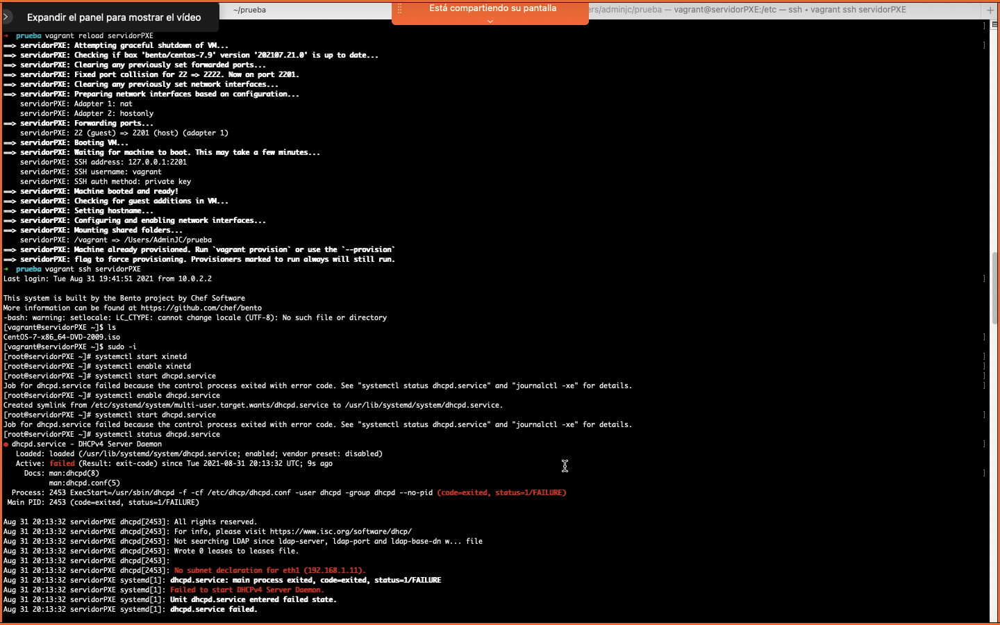 Expandir el panel para mostrar el vídeo
~/prueba
Está compartiendo su pantalla
ers/adminjc/prueba — vagrant@servidorPXE:/etc — ssh ◂ vagrant ssh servidorPXE
→ prueba vagrant reload servidorPXE
==> servidorPXE: Attempting graceful shutdown of VM...
==> servidorPXE: Checking if box 'bento/centos-7.9' version '202107.21.0' is up to date...
==> servidorPXE: Clearing any previously set forwarded ports...
==> servidorPXE: Fixed port collision for 22 => 2222. Now on port 2201.
==> servidorPXE: Clearing any previously set network interfaces...
==> servidorPXE: Preparing network interfaces based on configuration...
servidorPXE: Adapter 1: nat
servidorPXE: Adapter 2: hostonly
==> servidorPXE: Forwarding ports...
servidorPXE: 22 (guest) => 2201 (host) (adapter 1)
==> servidorPXE: Booting VM...
==> servidorPXE: Waiting for machine to boot. This may take a few minutes...
servidorPXE: SSH address: 127.0.0.1:2201
servidorPXE: SSH username: vagrant
servidorPXE: SSH auth method: private key
==> servidorPXE: Machine booted and ready!
==> servidorPXE: Checking for guest additions in VM...
==> servidorPXE: Setting hostname...
==> servidorPXE: Configuring and enabling network interfaces...
==> servidorPXE: Mounting shared folders...
servidorPXE: /vagrant => /Users/AdminJC/prueba
==> servidorPXE: Machine already provisioned. Run `vagrant provision` or use the `--provision`
==> servidorPXE: flag to force provisioning. Provisioners marked to run always will still run.
→ prueba vagrant ssh servidorPXE
Last login: Tue Aug 31 19:41:51 2021 from 10.0.2.2
This system is built by the Bento project by Chef Software
More information can be found at https://github.com/chef/bento
-bash: warning: setlocale: LC_CTYPE: cannot change locale (UTF-8): No such file or directory
[vagrant@servidorPXE ~]$ ls
CentOS-7-x86_64-DVD-2009.iso
[vagrant@servidorPXE ~]$ sudo -i
[root@servidorPXE ~]# systemctl start xinetd
[root@servidorPXE ~]# systemctl enable xinetd
[root@servidorPXE ~]# systemctl start dhcpd.service
Job for dhcpd.service failed because the control process exited with error code. See "systemctl status dhcpd.service" and "journalctl -xe" for details.
[root@servidorPXE ~]# systemctl enable dhcpd.service
Created symlink from /etc/systemd/system/multi-user.target.wants/dhcpd.service to /usr/lib/systemd/system/dhcpd.service.
[root@servidorPXE ~]# systemctl start dhcpd.service
Job for dhcpd.service failed because the control process exited with error code. See "systemctl status dhcpd.service" and "journalctl -xe" for details.
[root@servidorPXE ~]# systemctl status dhcpd.service
● dhcpd.service - DHCPv4 Server Daemon
Loaded: loaded (/usr/lib/systemd/system/dhcpd.service; enabled; vendor preset: disabled)
Active: failed (Result: exit-code) since Tue 2021-08-31 20:13:32 UTC; 9s ago
Docs: man:dhcpd(8)
man:dhcpd.conf(5)
Process: 2453 ExecStart=/usr/sbin/dhcpd -f -cf /etc/dhcp/dhcpd.conf -user dhcpd -group dhcpd --no-pid (code=exited, status=1/FAILURE)
Main PID: 2453 (code=exited, status=1/FAILURE)
Aug 31 20:13:32 servidorPXE dhcpd[2453]: All rights reserved.
Aug 31 20:13:32 servidorPXE dhcpd[2453]: For info, please visit https://www.isc.org/software/dhcp/
Aug 31 20:13:32 servidorPXE dhcpd[2453]: Not searching LDAP since ldap-server, ldap-port and ldap-base-dn w... file
Aug 31 20:13:32 servidorPXE dhcpd[2453]: Wrote 0 leases to leases file.
Aug 31 20:13:32 servidorPXE dhcpd[2453]:
Aug 31 20:13:32 servidorPXE dhcpd[2453]: No subnet declaration for eth1 (192.168.1.11).
Aug 31 20:13:32 servidorPXE systemd[1]: dhcpd.service: main process exited, code=exited, status=1/FAILURE
Aug 31 20:13:32 servidorPXE systemd[1]: Failed to start DHCPv4 Server Daemon.
Aug 31 20:13:32 servidorPXE systemd[1]: Unit dhcpd.service entered failed state.
Aug 31 20:13:32 servidorPXE systemd[1]: dhcpd.service failed.